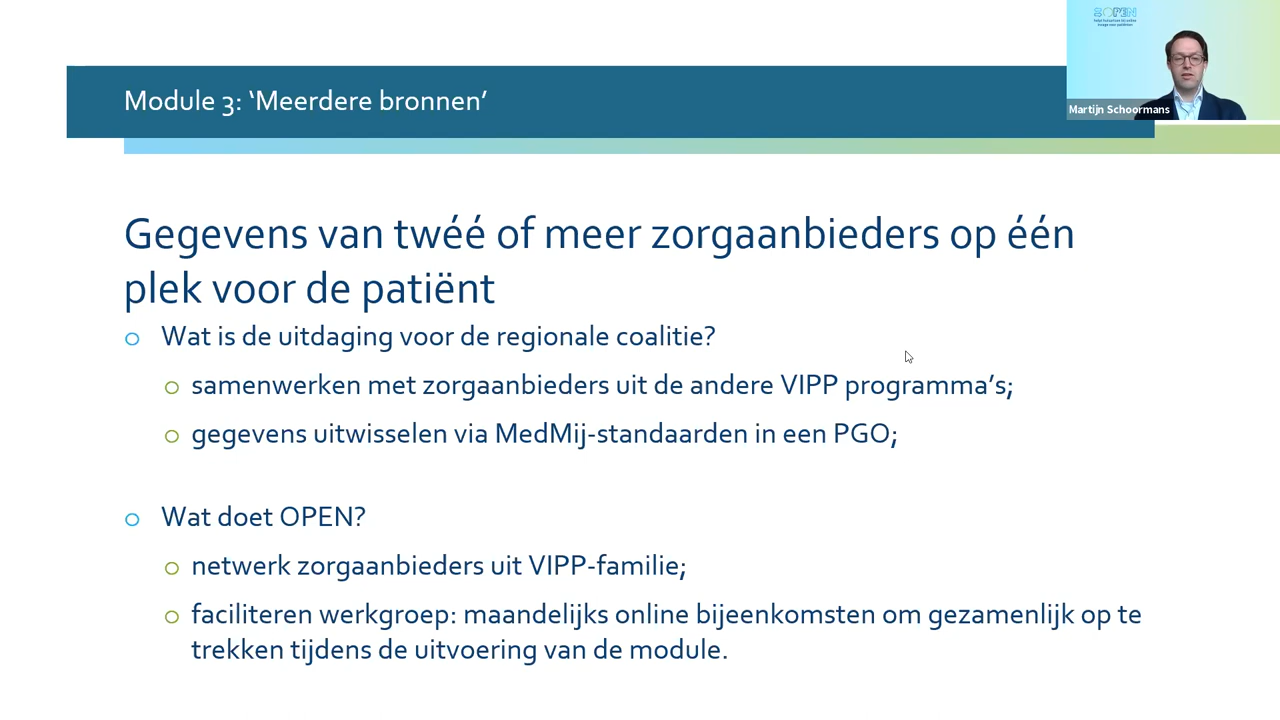 Module 3: ‘Meerdere bronnen’
OPEN
Martijn Schoormans
Gegevens van twéé of meer zorgaanbieders op één
plek voor de patiënt
o Wat is de uitdaging voor de regionale coalitie?
o samenwerken met zorgaanbieders uit de andere VIPP programma’s;
o gegevens uitwisselen via MedMij-standaarden in een PGO;
o Wat doet OPEN?
o netwerk zorgaanbieders uit VIPP-familie;
o faciliteren werkgroep: maandelijks online bijeenkomsten om gezamenlijk op te
trekken tijdens de uitvoering van de module.